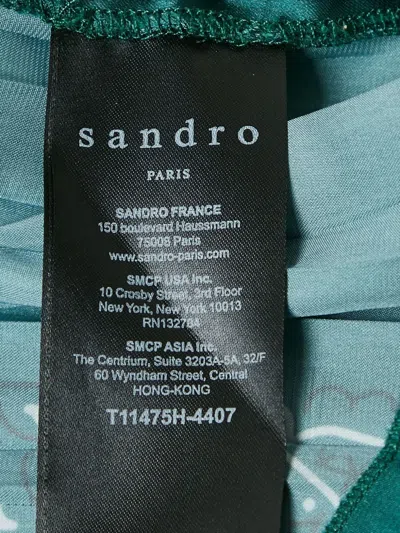 sandro
PARIS
SANDRO FRANCE
150 boulevard Haussmann
75008 Paris
www.sandro-paris.com
SMCP USA Inc.
10 Crosby Street, 3rd Floor
New York, New York 10013
RN132784
SMCP ASIA Inc.
The Centrium, Suite 3203A-5A, 32/F
60 Wyndham Street, Central
HONG-KONG
T11475H-4407